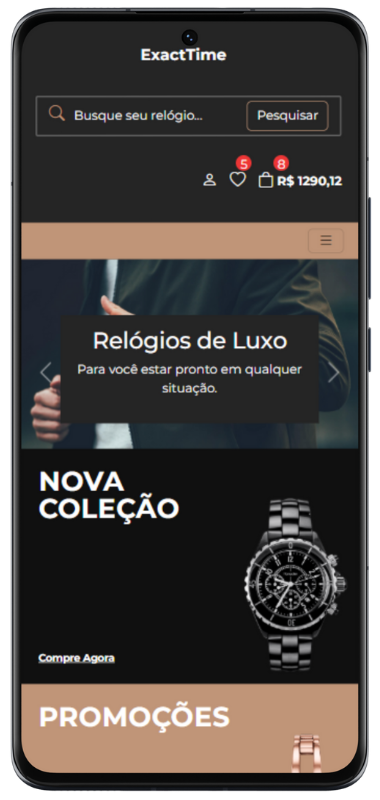 ExactTime
Busque seu relógio...
Pesquisar
5
8
R$ 1290,12
Relógios de Luxo
Para você estar pronto em qualquer
situação.
NOVA
COLEÇÃO
Compre Agora
PROMOÇÕES